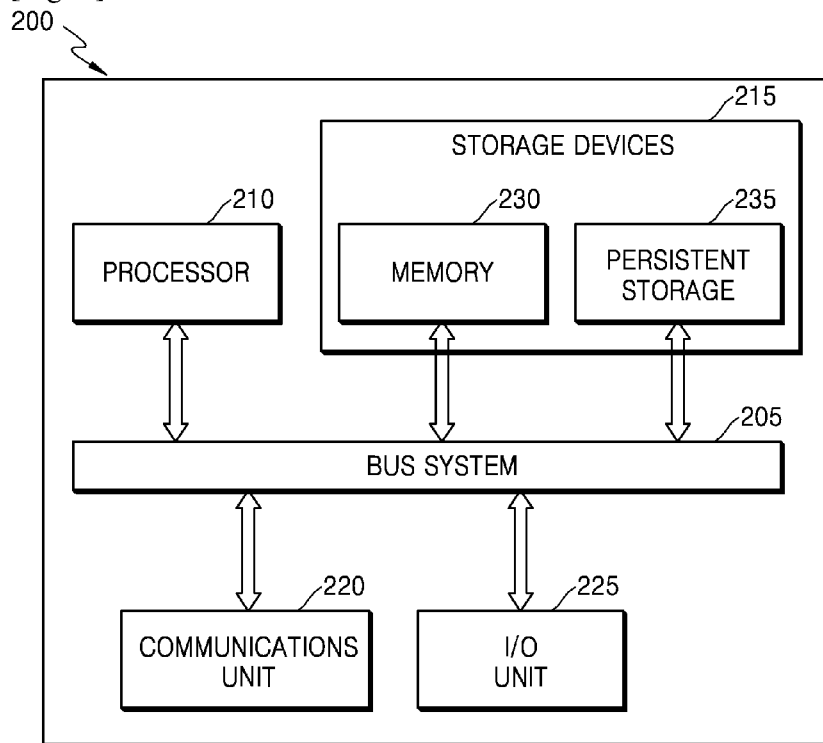 200
215
STORAGE DEVICES
210
230
235
PROCESSOR
MEMORY
PERSISTENT
STORAGE
205
BUS SYSTEM
220
225
COMMUNICATIONS
UNIT
I/O
UNIT